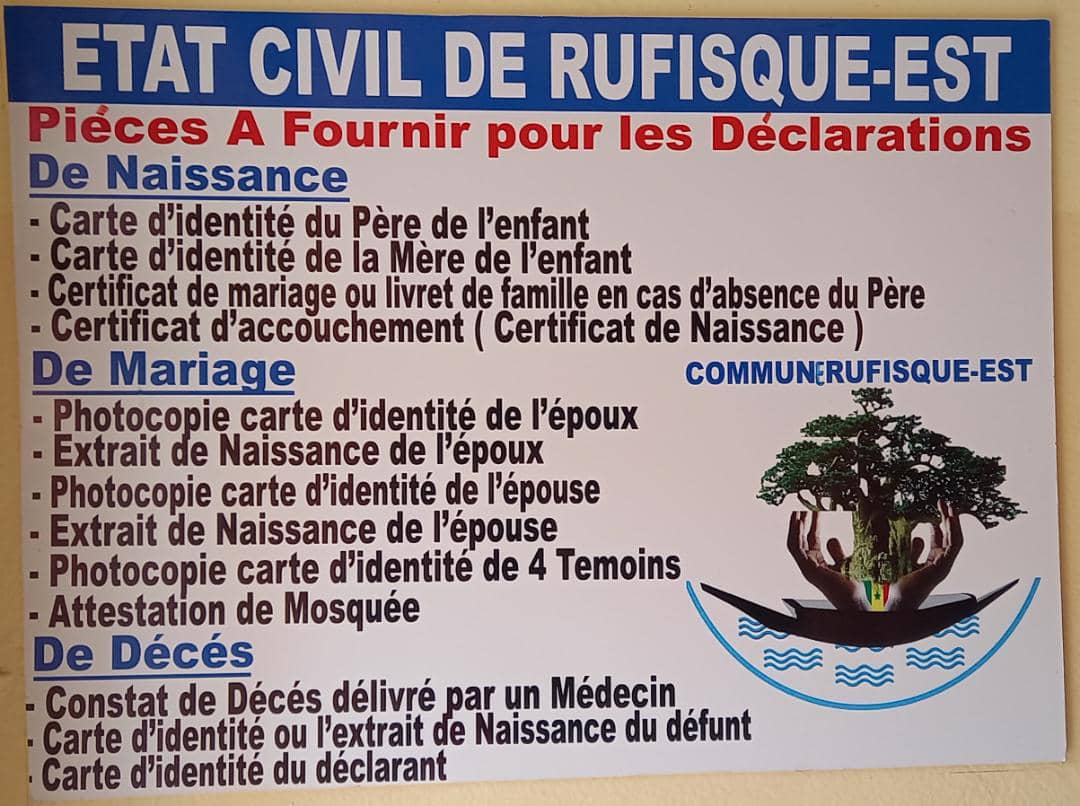 ETAT CIVIL DE RUFISQUE-EST
Piéces A Fournir pour les Déclarations
De Naissance
- Carte d'identité du Père de l'enfant
- Carte d'identité de la Mère de l'enfant
- Certificat de mariage ou livret de famille en cas d'absence du Père
- Certificat d'accouchement ( Certificat de Naissance )
De Mariage
- Photocopie carte d'identité de l'époux
- Extrait de Naissance de l'époux
- Photocopie carte d'identité de l'épouse
- Extrait de Naissance de l'épouse
- Photocopie carte d'identité de 4 Temoins
- Attestation de Mosquée
De Décés
- Constat de Décés délivré par un Médecin
- Carte d'identité ou l'extrait de Naissance du défunt
- Carte d'identité du déclarant
COMMUNE RUFISQUE-EST